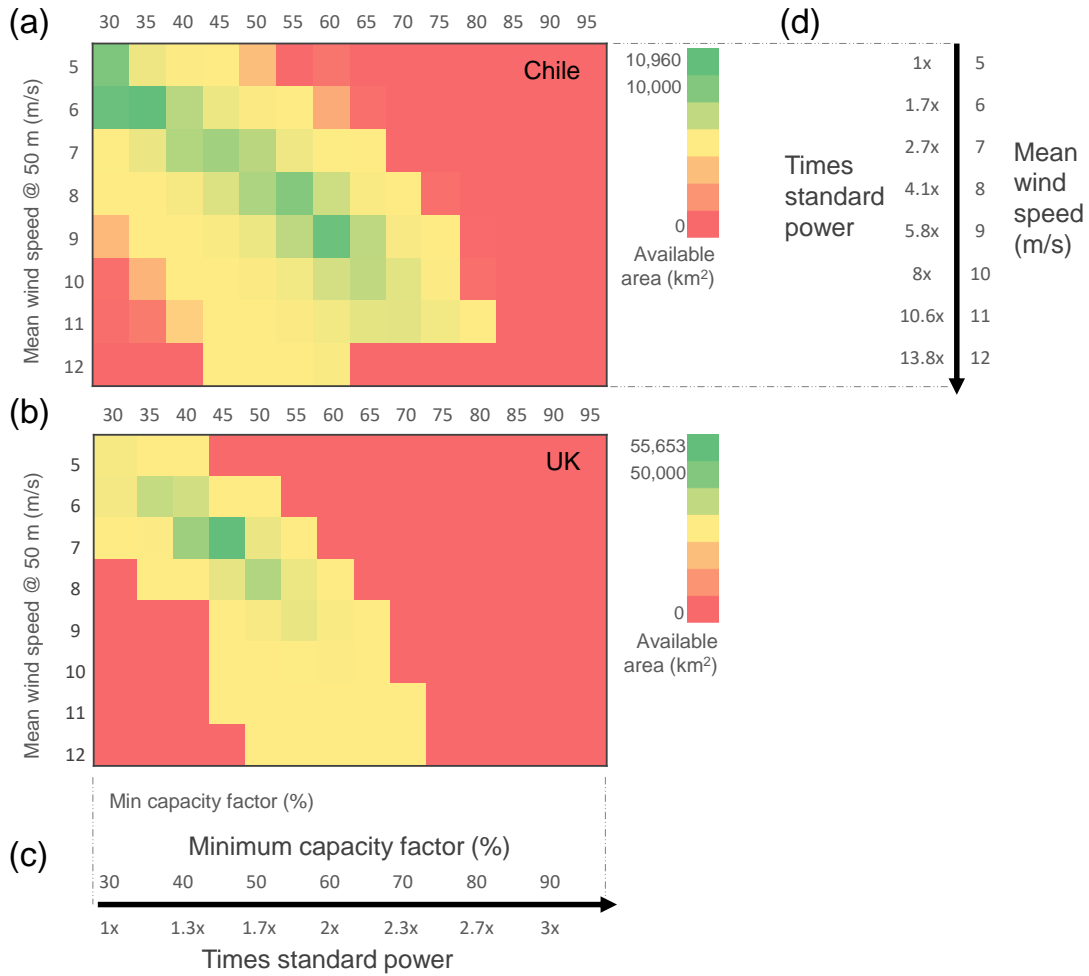 (a)
30 35 40 45 50 55 60 65 70 75 80 85 90 95
(d)
Mean wind speed @ 50 m (m/s)
5
6
7
8
9
10
11
12
Chile
10,960
10,000
0
Available
area (km²)
Times
standard
power
1x
1.7x
2.7x
4.1x
5.8x
8x
10.6x
13.8x
5
6
7
8
9
10
11
12
Mean
wind
speed
(m/s)
(b)
30 35 40 45 50 55 60 65 70 75 80 85 90 95
Mean wind speed @ 50 m (m/s)
5
6
7
8
9
10
11
12
UK
55,653
50,000
0
Available
area (km²)
Min capacity factor (%)
(c)
Minimum capacity factor (%)
30 40 50 60 70 80 90
1x 1.3x 1.7x 2x 2.3x 2.7x 3x
Times standard power